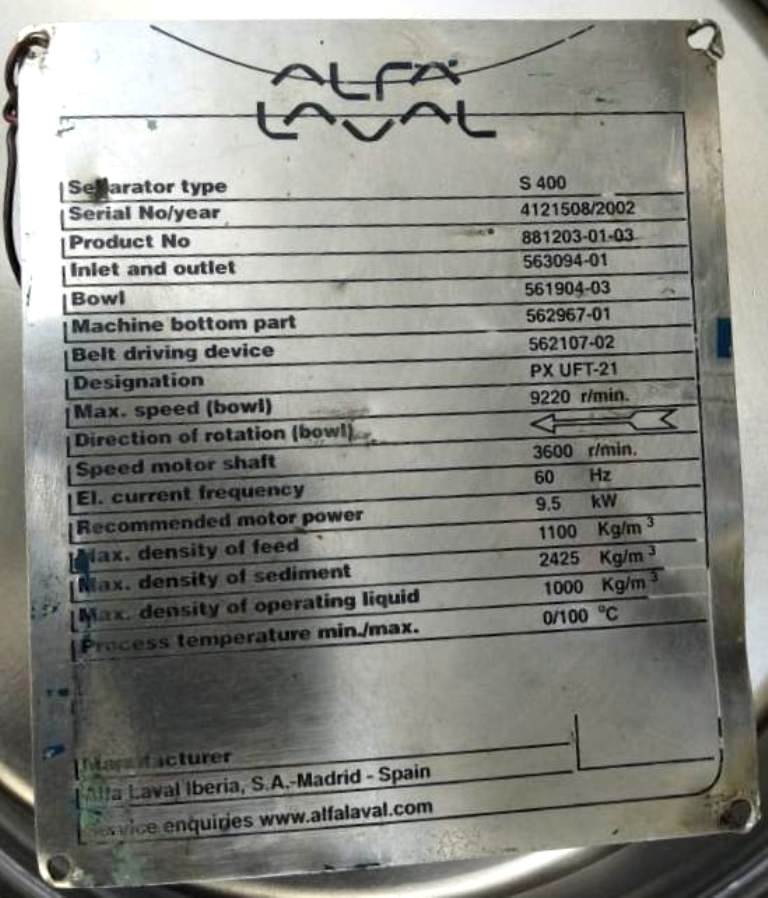 ALFA
LAVAL
Separator type S 400
Serial No/year 4121508/2002
Product No 881203-01-03
Inlet and outlet 563094-01
Bowl 561904-03
Machine bottom part 562967-01
Belt driving device 562107-02
Designation PX UFT-21
Max. speed (bowl) 9220 r/min.
Direction of rotation (bowl)
Speed motor shaft 3600 r/min.
El. current frequency 60 Hz
Recommended motor power 9.5 kW
Max. density of feed 1100 Kg/m³
Max. density of sediment 2425 Kg/m³
Max. density of operating liquid 1000 Kg/m³
Process temperature min./max. 0/100 °C
Manufacturer
Alfa Laval Iberia, S.A.-Madrid - Spain
Service enquiries www.alfalaval.com